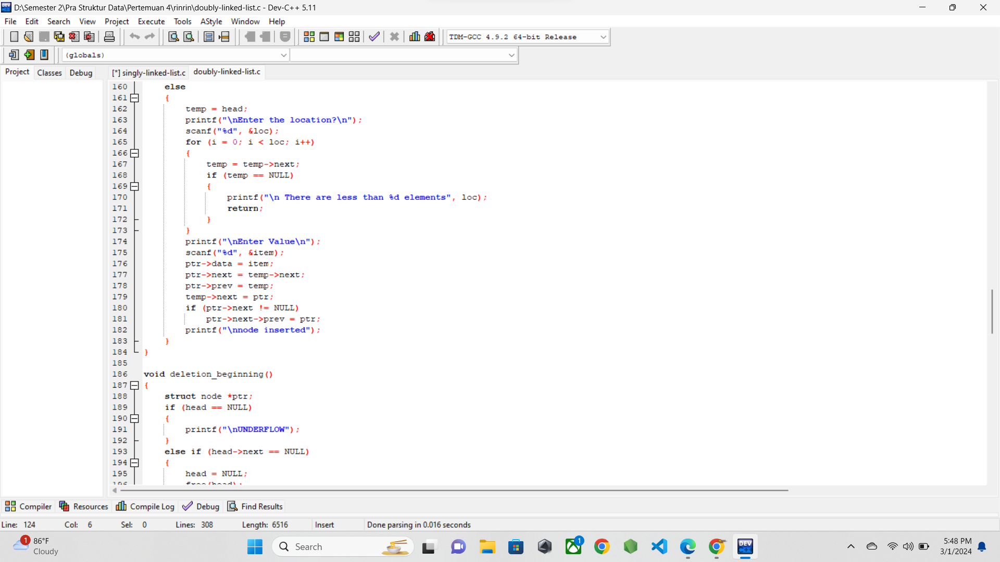 D:\Semester 2\Pra Struktur Data\Pertemuan 4\rinrin\doubly-linked-list.c - Dev-C++ 5.11
File Edit Search View Project Execute Tools AStyle Window Help
TDM-GCC 4.9.2 64-bit Release
(globals)
Project Classes Debug [*] singly-linked-list.c doubly-linked-list.c
160 else
161 {
162 temp = head;
163 printf("\nEnter the location?\n");
164 scanf("%d", &loc);
165 for (i = 0; i < loc; i++)
166 {
167 temp = temp->next;
168 if (temp == NULL)
169 {
170 printf("\n There are less than %d elements", loc);
171 return;
172 }
173 }
174 printf("\nEnter Value\n");
175 scanf("%d", &item);
176 ptr->data = item;
177 ptr->next = temp->next;
178 ptr->prev = temp;
179 temp->next = ptr;
180 if (ptr->next != NULL)
181 ptr->next->prev = ptr;
182 printf("\nnode inserted");
183 }
184 }
185
186 void deletion_beginning()
187 {
188 struct node *ptr;
189 if (head == NULL)
190 {
191 printf("\nUNDERFLOW");
192 }
193 else if (head->next == NULL)
194 {
195 head = NULL;
196 free(head);
Compiler Resources Compile Log Debug Find Results
Line: 124 Col: 6 Sel: 0 Lines: 308 Length: 6516 Insert Done parsing in 0.016 seconds
1 86°F
Cloudy
Search
1
DEV C++
5:48 PM
3/1/2024